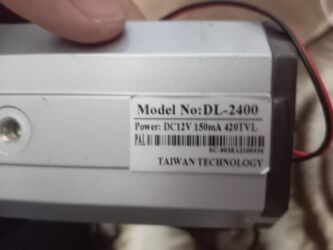 Model No:DL-2400
Power: DC12V 150mA 420TVL
PAL
TAIWAN TECHNOLOGY